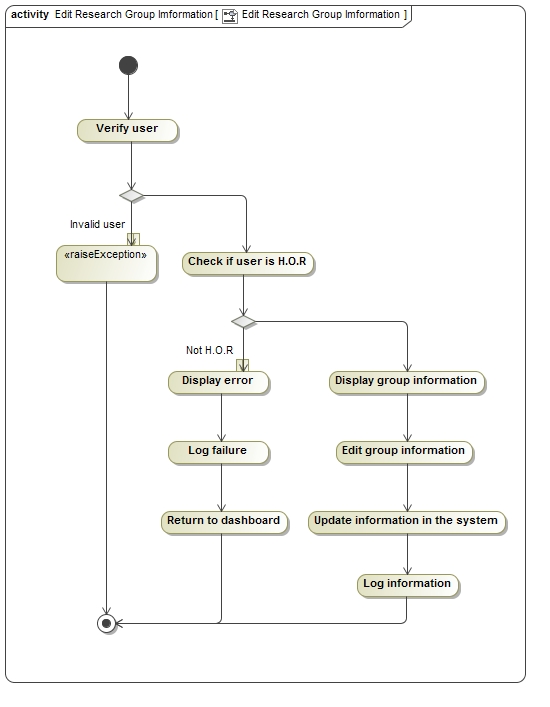 activity Edit Research Group Imformation [ Edit Research Group Imformation ]
Verify user
Invalid user
«raiseException»
Check if user is H.O.R
Not H.O.R
Display error
Display group information
Log failure
Edit group information
Return to dashboard
Update information in the system
Log information